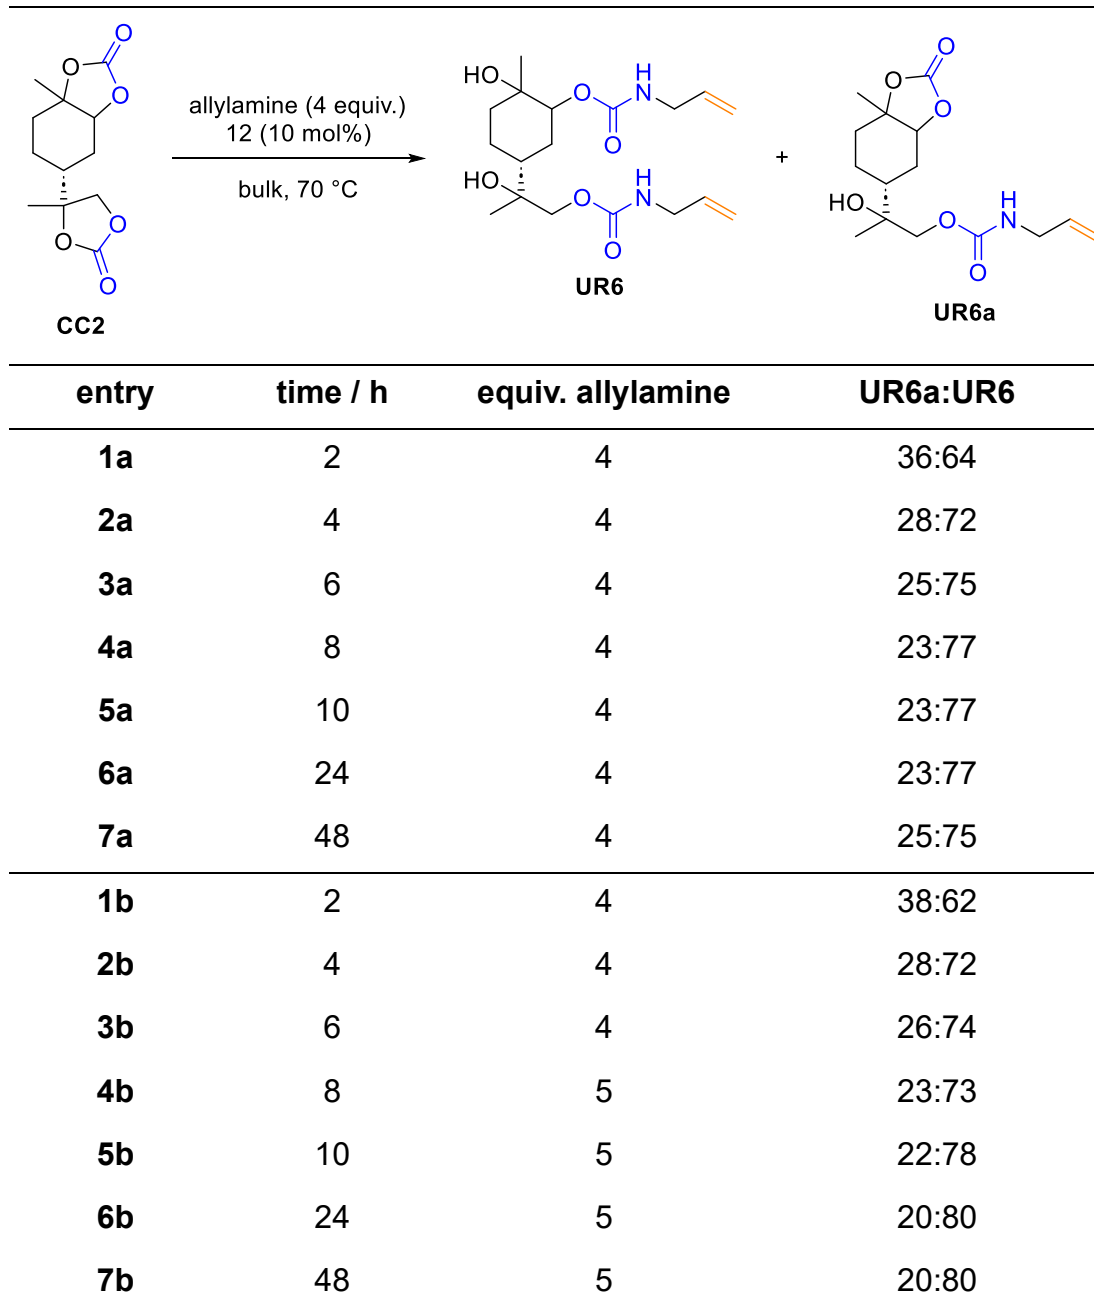 O
O
O
allylamine (4 equiv.)
12 (10 mol%)
bulk, 70 °C
O
O
O
CC2
HO
O
H
N
O
HO
O
H
N
O
UR6
+
O
O
O
HO
O
H
N
O
UR6a
entry time / h equiv. allylamine UR6a:UR6
1a 2 4 36:64
2a 4 4 28:72
3a 6 4 25:75
4a 8 4 23:77
5a 10 4 23:77
6a 24 4 23:77
7a 48 4 25:75
1b 2 4 38:62
2b 4 4 28:72
3b 6 4 26:74
4b 8 5 23:73
5b 10 5 22:78
6b 24 5 20:80
7b 48 5 20:80